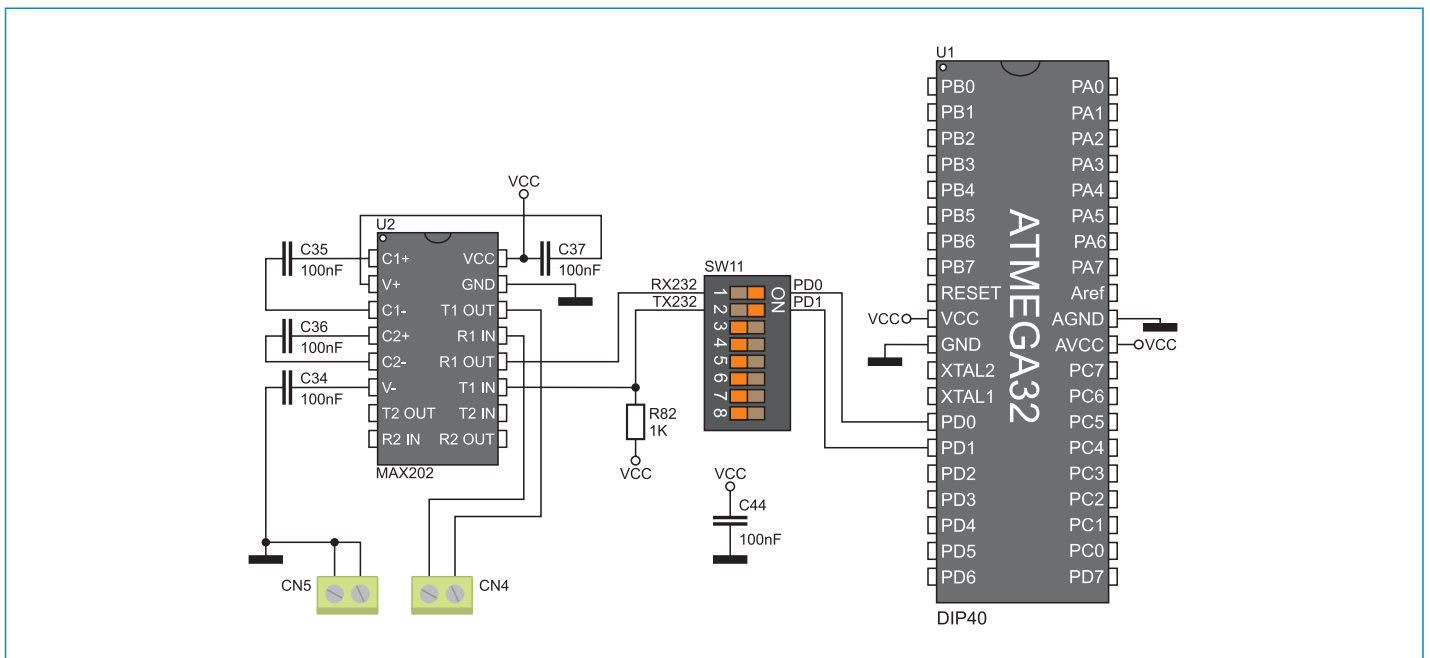 U1
PB0 PA0
PB1 PA1
PB2 PA2
PB3 PA3
PB4 PA4
PB5 PA5
PB6 PA6
PB7 PA7
RESET Aref
VCC VCC AGND
GND AVCC VCC
XTAL2 PC7
XTAL1 PC6
PD0 PC5
PD1 PC4
PD2 PC3
PD3 PC2
PD4 PC1
PD5 PC0
PD6 PD7
ATMEGA32
DIP40
VCC
U2
C35
100nF
C36
100nF
C34
100nF
C1+ VCC
V+ GND
C1- T1 OUT
C2+ R1 IN
C2- R1 OUT
V- T1 IN
T2 OUT T2 IN
R2 IN R2 OUT
MAX202
C37
100nF
RX232
TX232
SW11
ON
1
2
3
4
5
6
7
8
PD0
PD1
R82
1K
VCC
VCC
C44
100nF
CN5
CN4